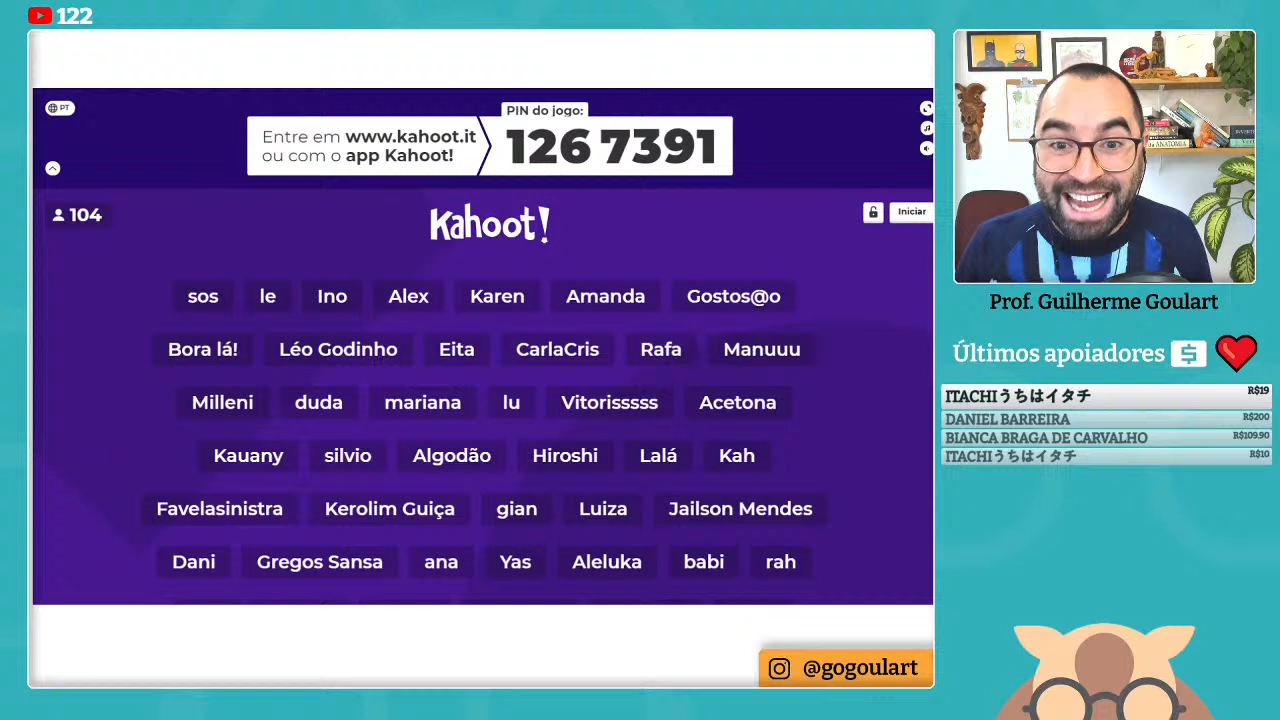 122
PT
Entre em www.kahoot.it
ou com o app Kahoot!
PIN do jogo:
126 7391
104
Kahoot!
Iniciar
sos le Ino Alex Karen Amanda Gostos@o
Bora lá! Léo Godinho Eita CarlaCris Rafa Manuuu
Milleni duda mariana lu Vitorisssss Acetona
Kauany silvio Algodão Hiroshi Lalá Kah
Favelasinistra Kerolim Guiça gian Luiza Jailson Mendes
Dani Gregos Sansa ana Yas Aleluka babi rah
@gogoulart
da ANATOMIA
Prof. Guilherme Goulart
Últimos apoiadores
ITACHIうちはイタチ R$19
DANIEL BARREIRA R$200
BIANCA BRAGA DE CARVALHO R$109.90
ITACHIうちはイタチ R$10